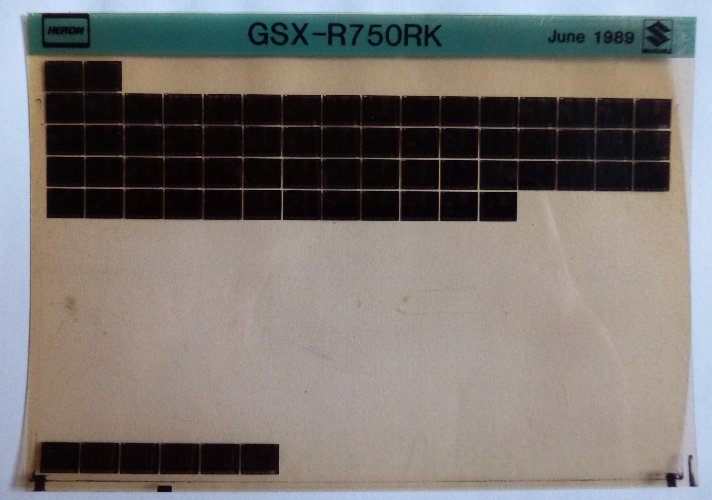 HERON
GSX-R750RK
June 1989
SUZUKI